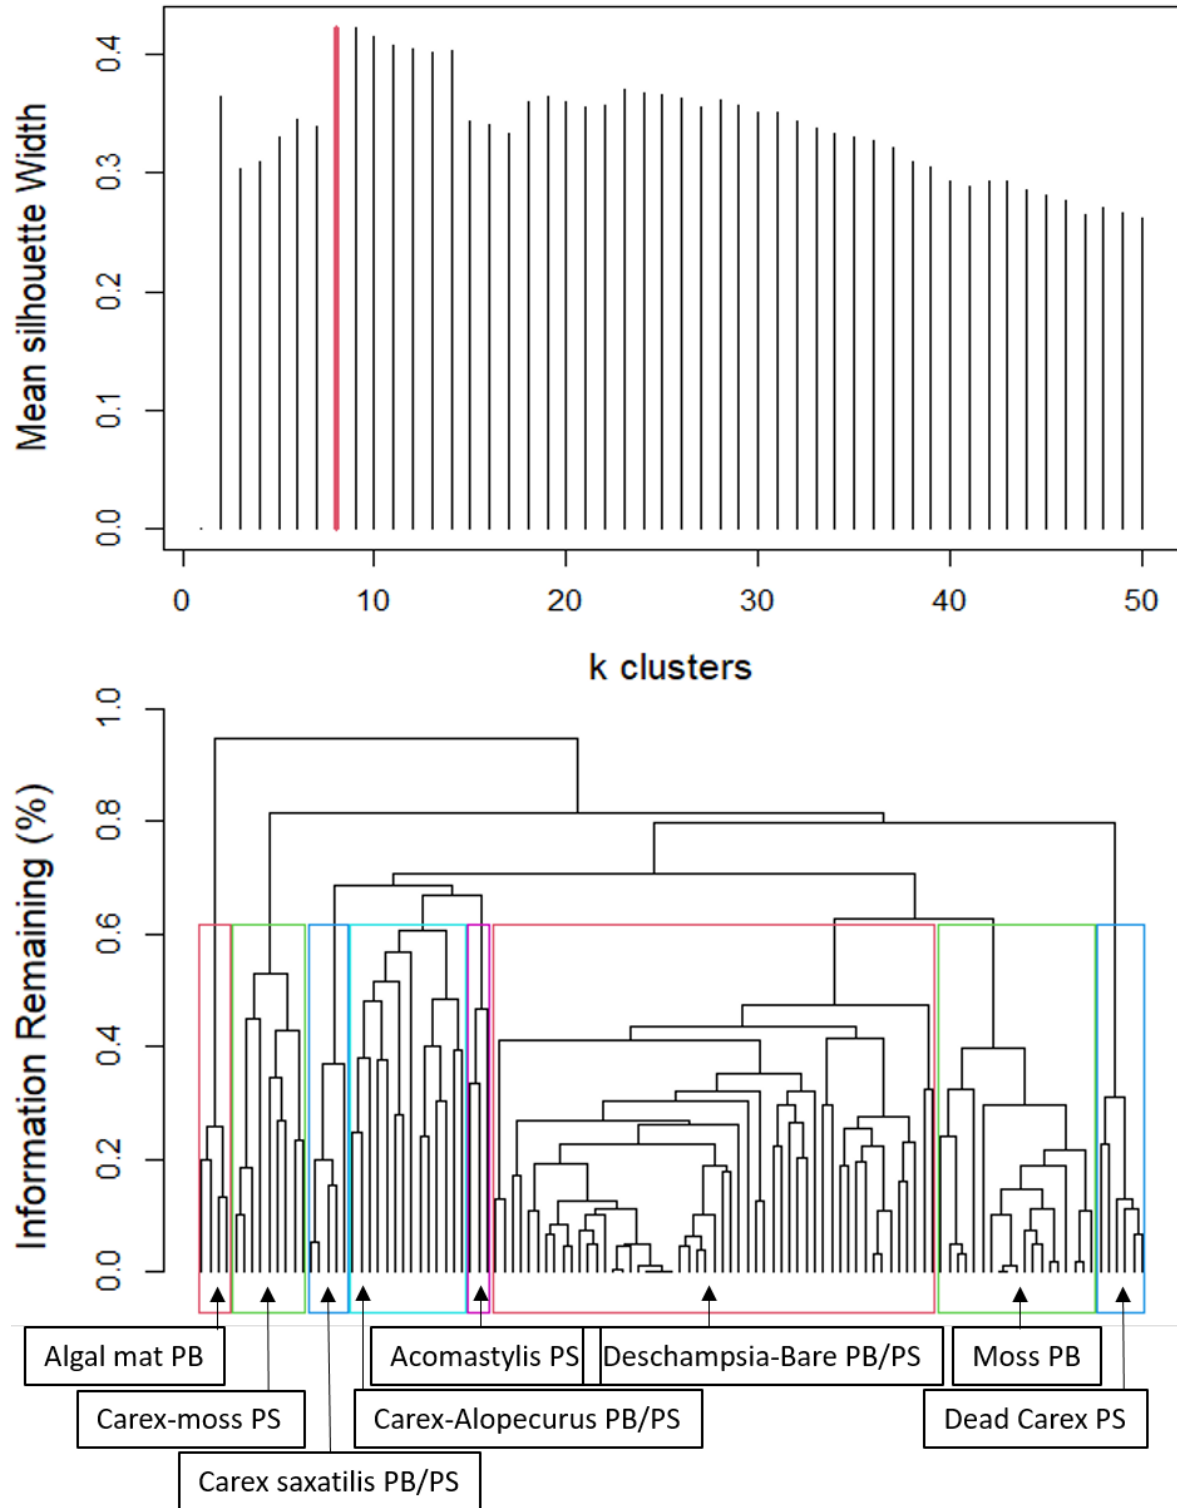 Mean silhouette Width
0.4
0.3
0.2
0.1
0.0
0 10 20 30 40 50
k clusters
Information Remaining (%)
1.0
0.8
0.6
0.4
0.2
0.0
Algal mat PB
Acomastylis PS
Deschampsia-Bare PB/PS
Moss PB
Carex-moss PS
Carex-Alopecurus PB/PS
Dead Carex PS
Carex saxatilis PB/PS